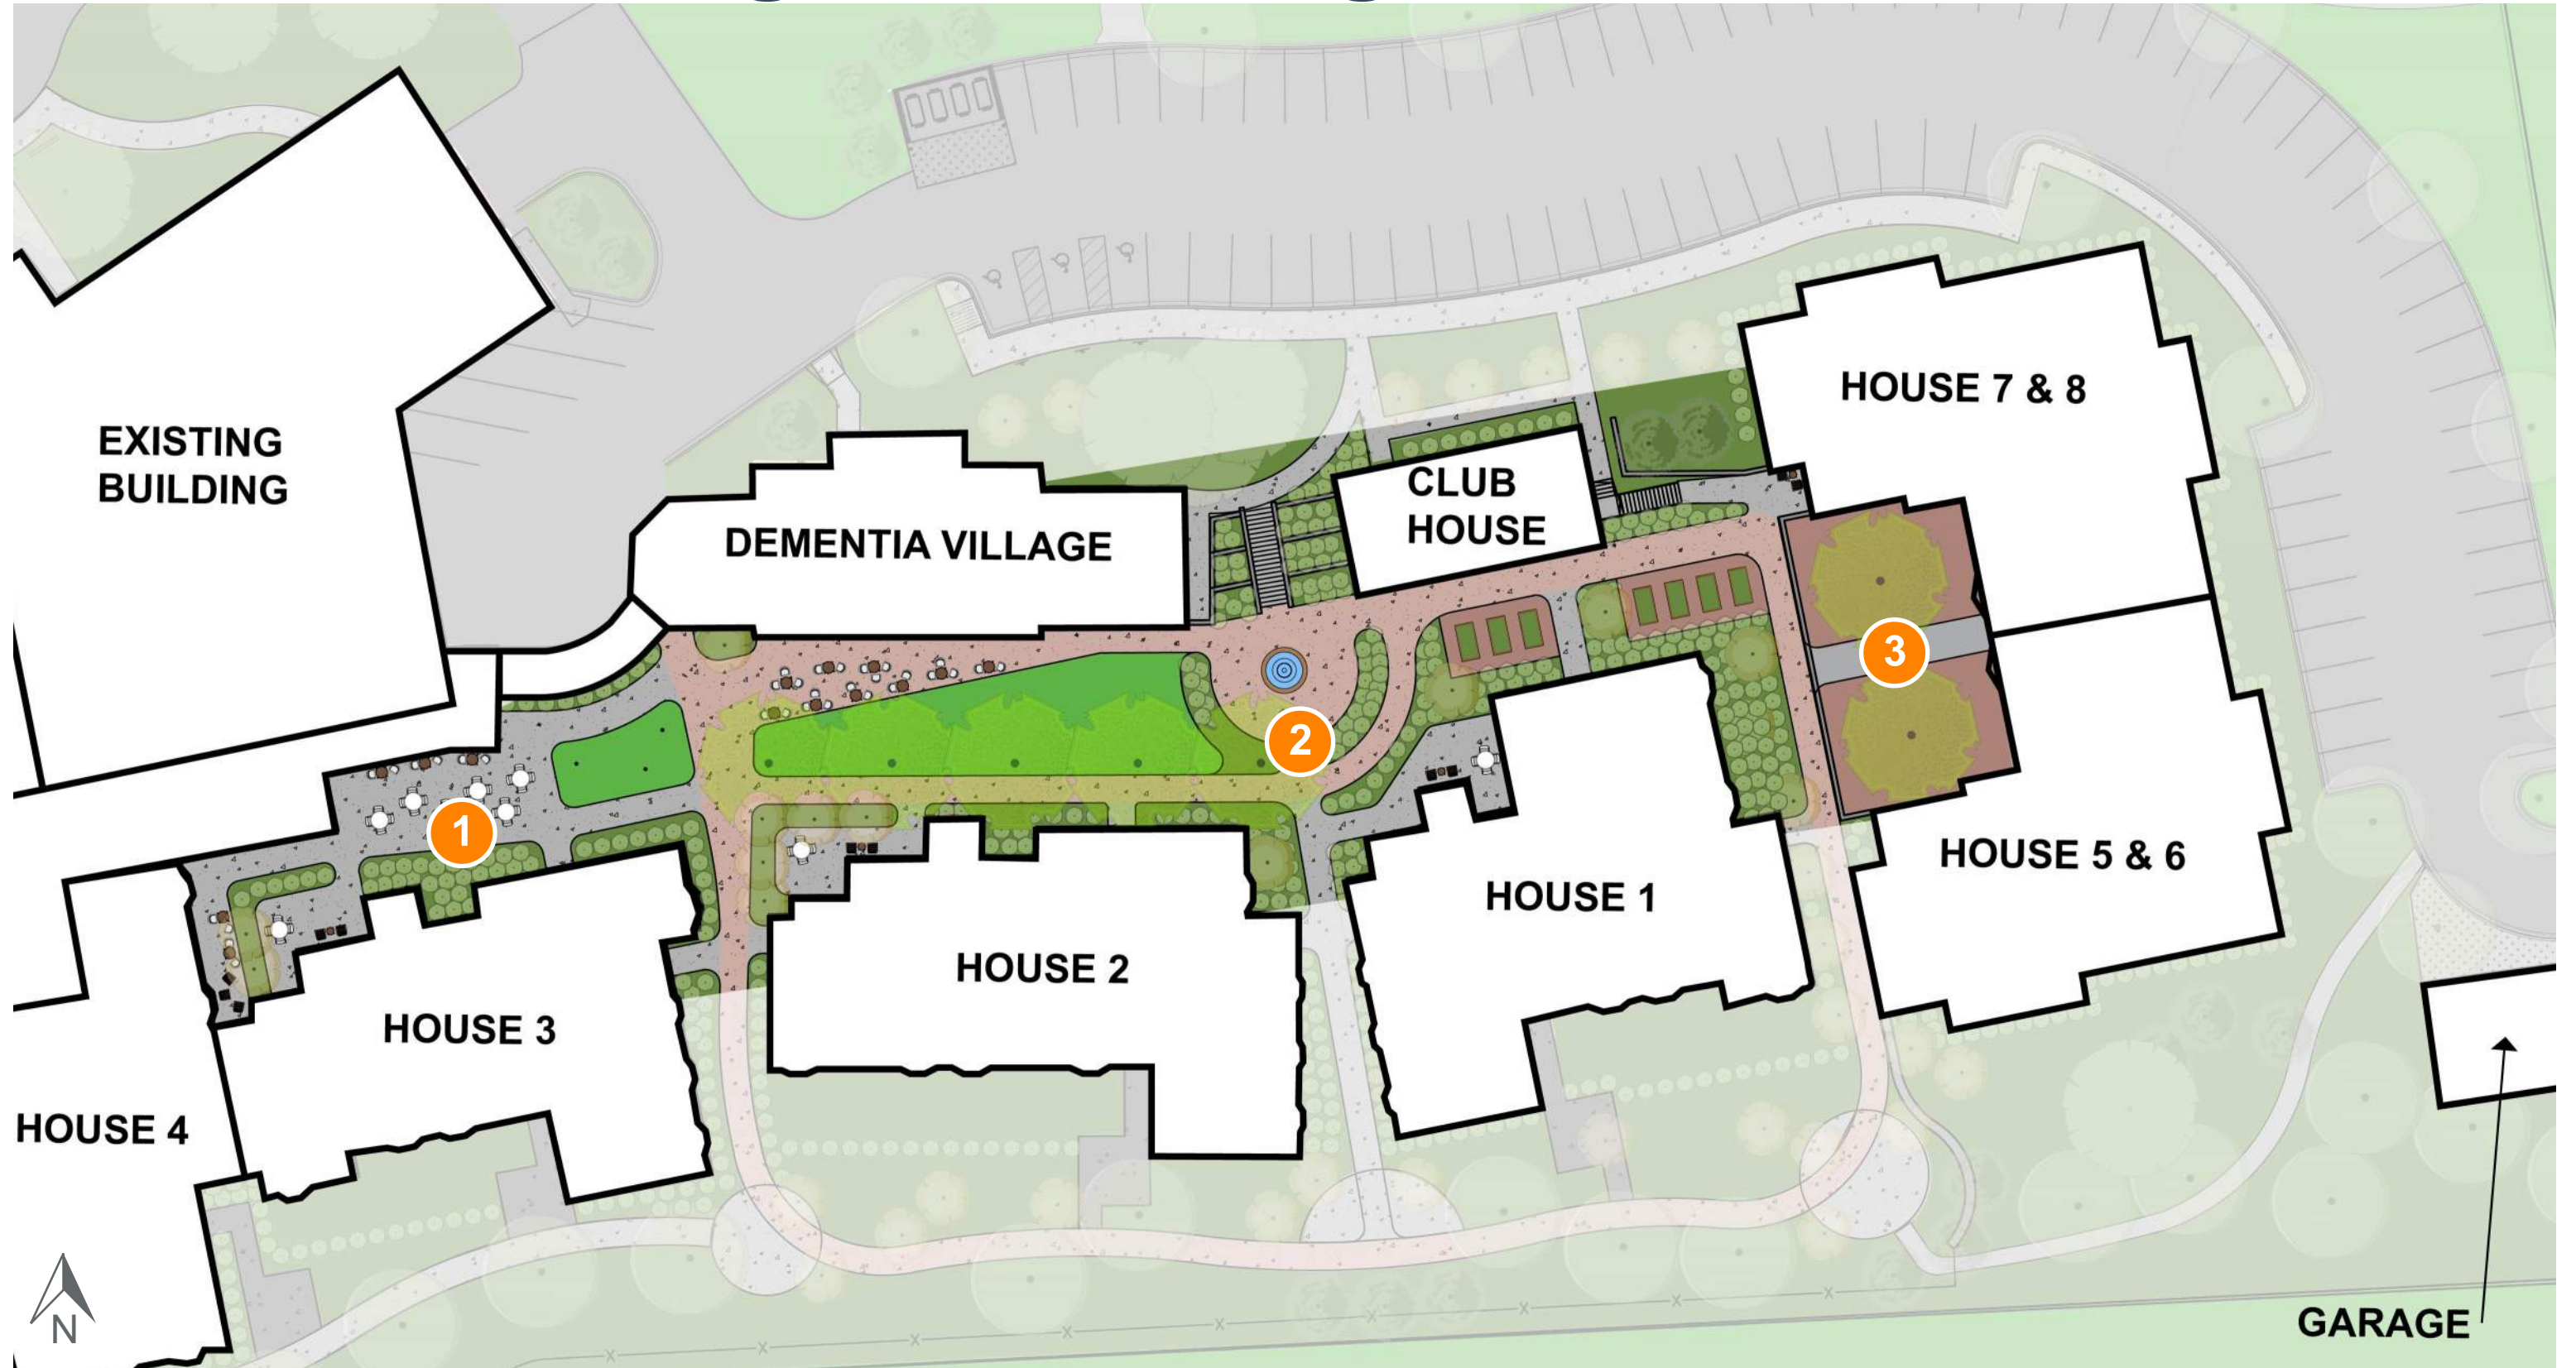 HOUSE 7 & 8
EXISTING
BUILDING
CLUB
HOUSE
DEMENTIA VILLAGE
3
2
1
HOUSE 5 & 6
HOUSE 1
HOUSE 2
HOUSE 3
HOUSE 4
N
GARAGE